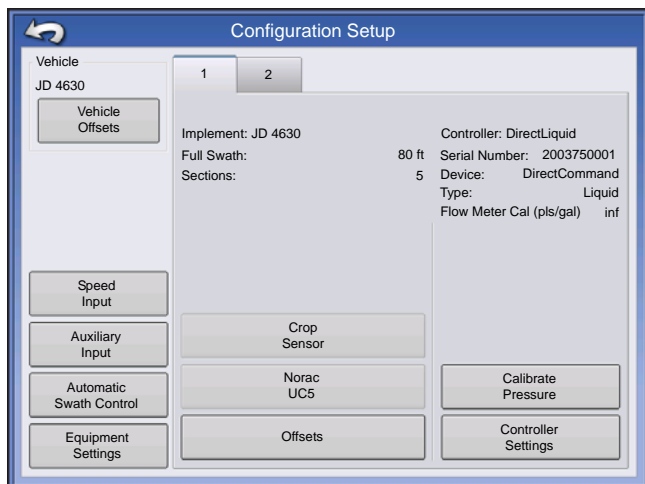 Configuration Setup
Vehicle
JD 4630
Vehicle
Offsets
1
2
Implement: JD 4630
Full Swath: 80 ft
Sections: 5
Controller: DirectLiquid
Serial Number: 2003750001
Device: DirectCommand
Type: Liquid
Flow Meter Cal (pls/gal) inf
Speed
Input
Auxiliary
Input
Automatic
Swath Control
Equipment
Settings
Crop
Sensor
Norac
UC5
Offsets
Calibrate
Pressure
Controller
Settings